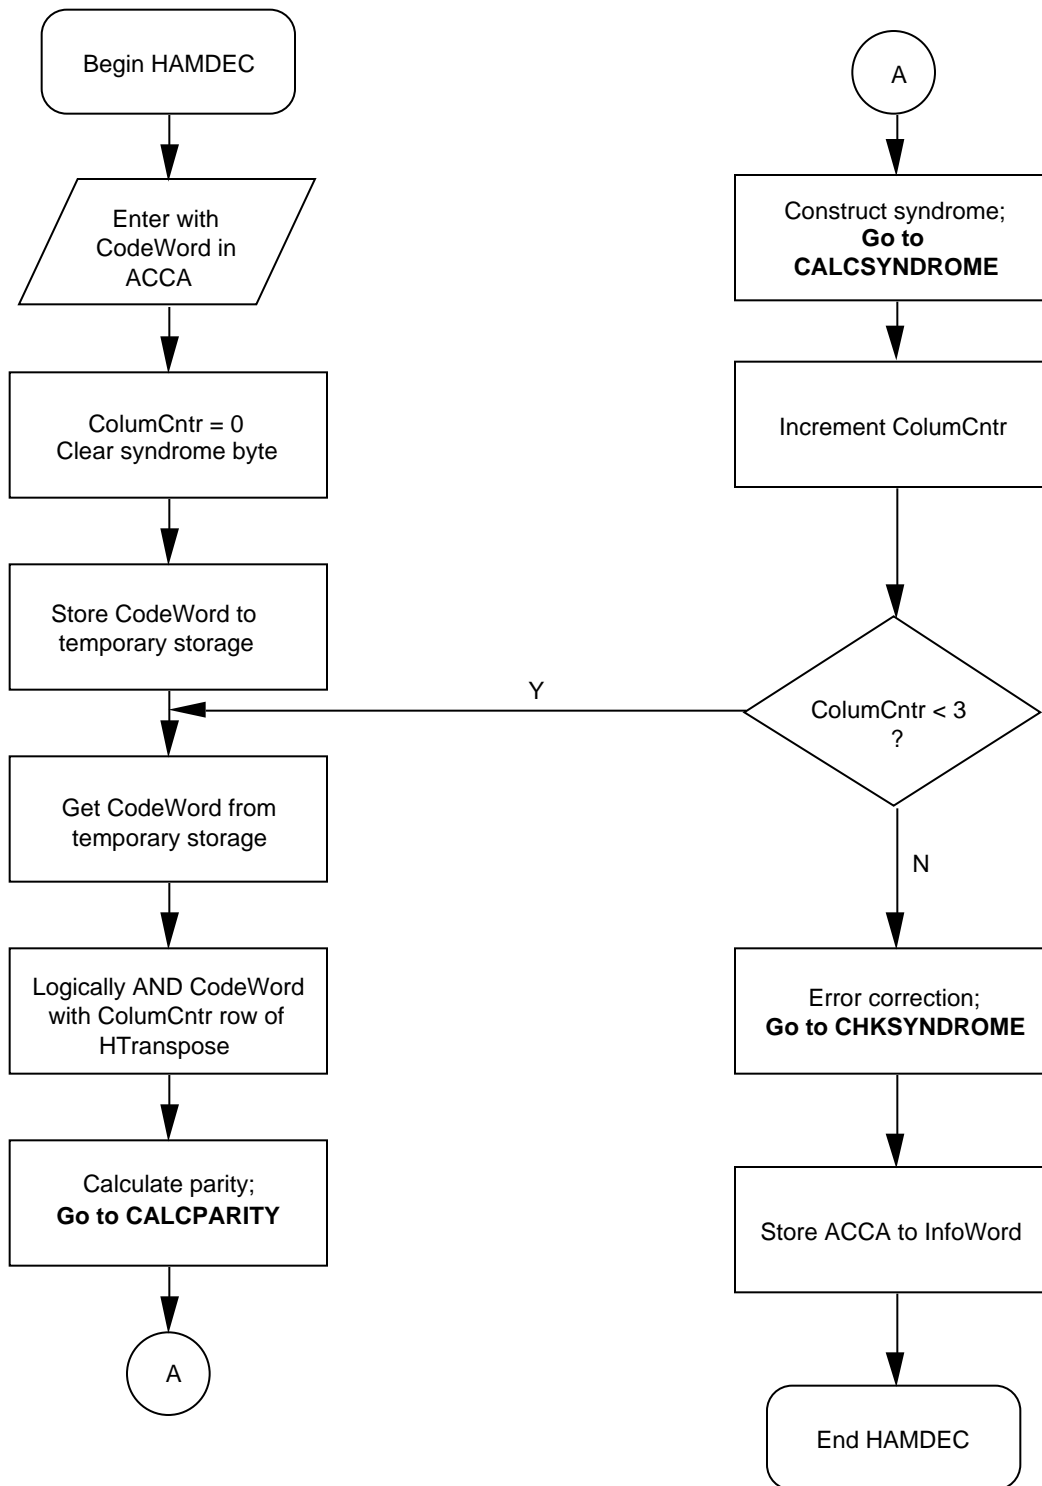 Begin HAMDEC
Enter with
CodeWord in
ACCA
ColumCntr = 0
Clear syndrome byte
Store CodeWord to
temporary storage
Get CodeWord from
temporary storage
Logically AND CodeWord
with ColumCntr row of
HTranspose
Calculate parity;
Go to CALCPARITY
A
A
Construct syndrome;
Go to
CALCSYNDROME
Increment ColumCntr
ColumCntr < 3
?
Y
N
Error correction;
Go to CHKSYNDROME
Store ACCA to InfoWord
End HAMDEC